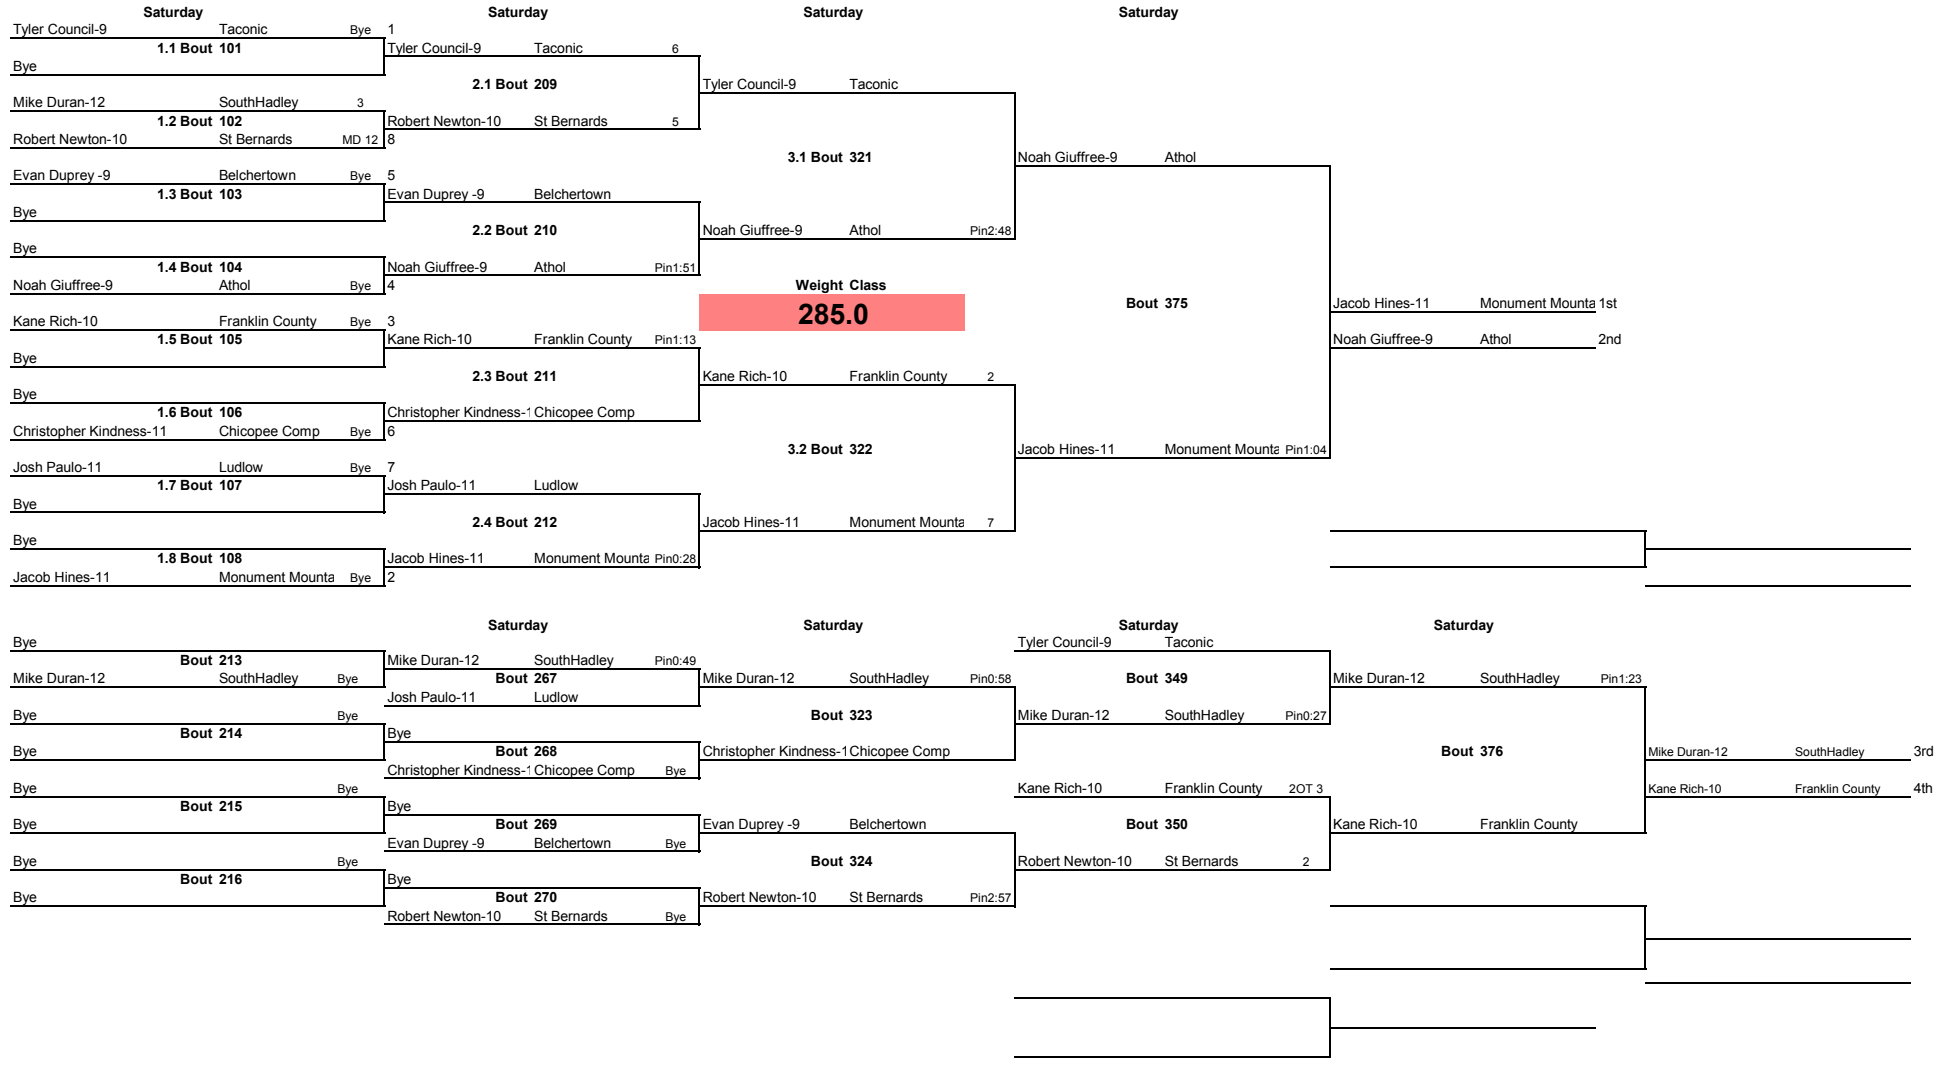 Saturday Saturday Saturday Saturday
Tyler Council-9 Taconic Bye 1
1.1 Bout 101 Tyler Council-9 Taconic 6
Bye
2.1 Bout 209 Tyler Council-9 Taconic
Mike Duran-12 SouthHadley 3
1.2 Bout 102 Robert Newton-10 St Bernards 5
Robert Newton-10 St Bernards MD 12 8
3.1 Bout 321 Noah Giuffree-9 Athol
Evan Duprey -9 Belchertown Bye 5
1.3 Bout 103 Evan Duprey -9 Belchertown
Bye
2.2 Bout 210 Noah Giuffree-9 Athol Pin2:48
Bye
1.4 Bout 104 Noah Giuffree-9 Athol Pin1:51
Noah Giuffree-9 Athol Bye 4 Weight Class
285.0 Bout 375 Jacob Hines-11 Monument Mounta 1st
Kane Rich-10 Franklin County Bye 3
1.5 Bout 105 Kane Rich-10 Franklin County Pin1:13 Noah Giuffree-9 Athol 2nd
Bye
2.3 Bout 211 Kane Rich-10 Franklin County 2
Bye
1.6 Bout 106 Christopher Kindness-1 Chicopee Comp
Christopher Kindness-11 Chicopee Comp Bye 6
3.2 Bout 322 Jacob Hines-11 Monument Mounta Pin1:04
Josh Paulo-11 Ludlow Bye 7
1.7 Bout 107 Josh Paulo-11 Ludlow
Bye
2.4 Bout 212 Jacob Hines-11 Monument Mounta 7
Bye
1.8 Bout 108 Jacob Hines-11 Monument Mounta Pin0:28
Jacob Hines-11 Monument Mounta Bye 2
Saturday Saturday Saturday Saturday
Bye Tyler Council-9 Taconic
Bout 213 Mike Duran-12 SouthHadley Pin0:49
Mike Duran-12 SouthHadley Bye Bout 267 Mike Duran-12 SouthHadley Pin0:58 Bout 349 Mike Duran-12 SouthHadley Pin1:23
Josh Paulo-11 Ludlow
Bye Bye Bout 323 Mike Duran-12 SouthHadley Pin0:27
Bout 214 Bye
Bye Bout 268 Christopher Kindness-1 Chicopee Comp Bout 376 Mike Duran-12 SouthHadley 3rd
Christopher Kindness-1 Chicopee Comp Bye
Bye Bye Kane Rich-10 Franklin County 2OT 3 Kane Rich-10 Franklin County 4th
Bout 215 Bye
Bye Bout 269 Evan Duprey -9 Belchertown Bout 350 Kane Rich-10 Franklin County
Evan Duprey -9 Belchertown Bye
Bye Bye Bout 324 Robert Newton-10 St Bernards 2
Bout 216 Bye
Bye Bout 270 Robert Newton-10 St Bernards Pin2:57
Robert Newton-10 St Bernards Bye